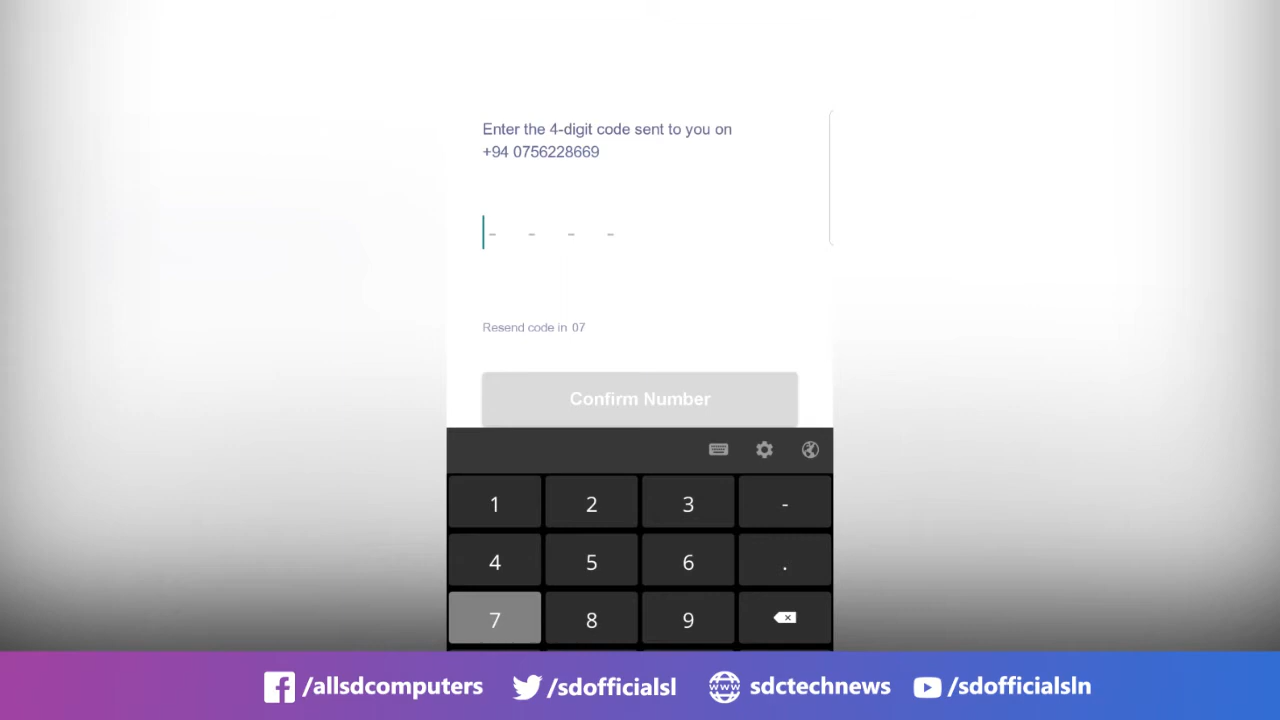 Enter the 4-digit code sent to you on
+94 0756228669
- - - -
Resend code in 07
Confirm Number
1 2 3 -
4 5 6 .
7 8 9
/allsdcomputers /sdofficialsl sdctechnews /sdofficialsln